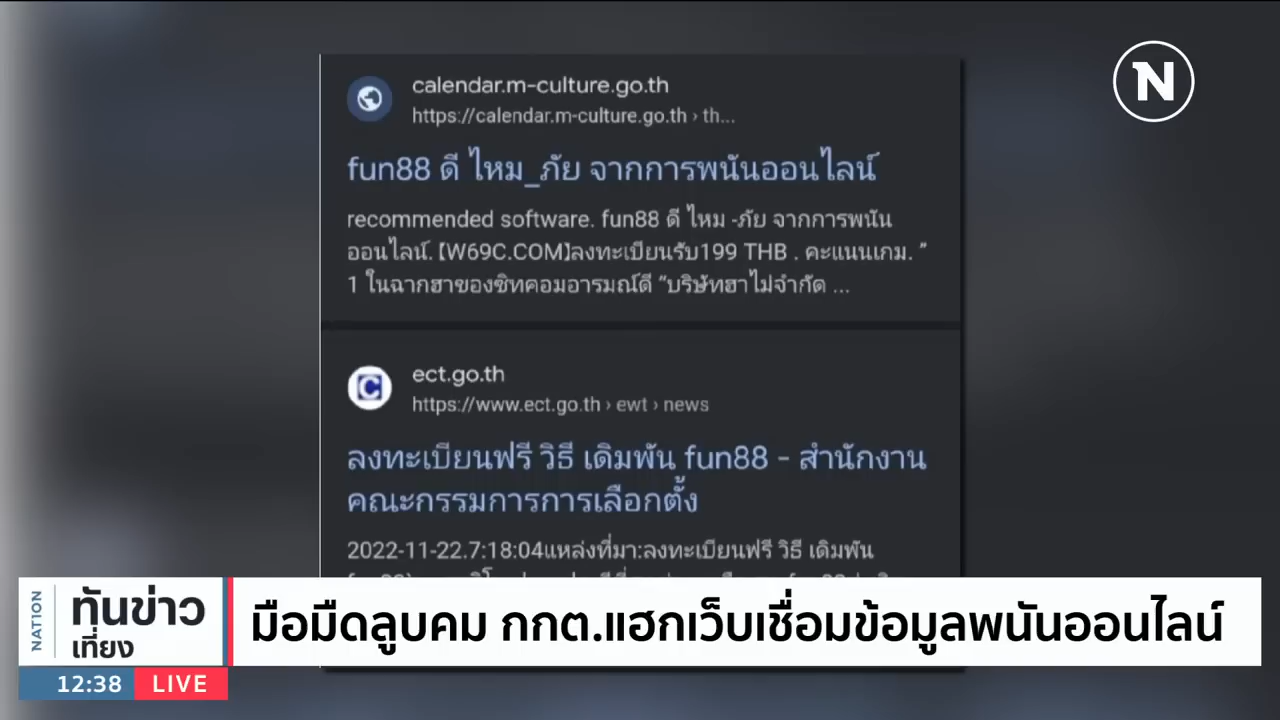 calendar.m-culture.go.th
https://calendar.m-culture.go.th › th...
fun88 ดี ไหม_ภัย จากการพนันออนไลน์
recommended software. fun88 ดี ไหม -ภัย จากการพนัน
ออนไลน์.【W69C.COM】ลงทะเบียนรับ199 THB . คะแนนเกม. ”
1 ในฉากฮาของซิทคอมอารมณ์ดี “บริษัทฮาไม่จำกัด ...
ect.go.th
https://www.ect.go.th › ewt › news
ลงทะเบียนฟรี วิธี เดิมพัน fun88 - สำนักงาน
คณะกรรมการการเลือกตั้ง
2022-11-22.7:18:04แหล่งที่มา:ลงทะเบียนฟรี วิธี เดิมพัน
NATION
ทันข่าว
เที่ยง
มือมืดลูบคม กกต.แฮกเว็บเชื่อมข้อมูลพนันออนไลน์
12:38 LIVE
N